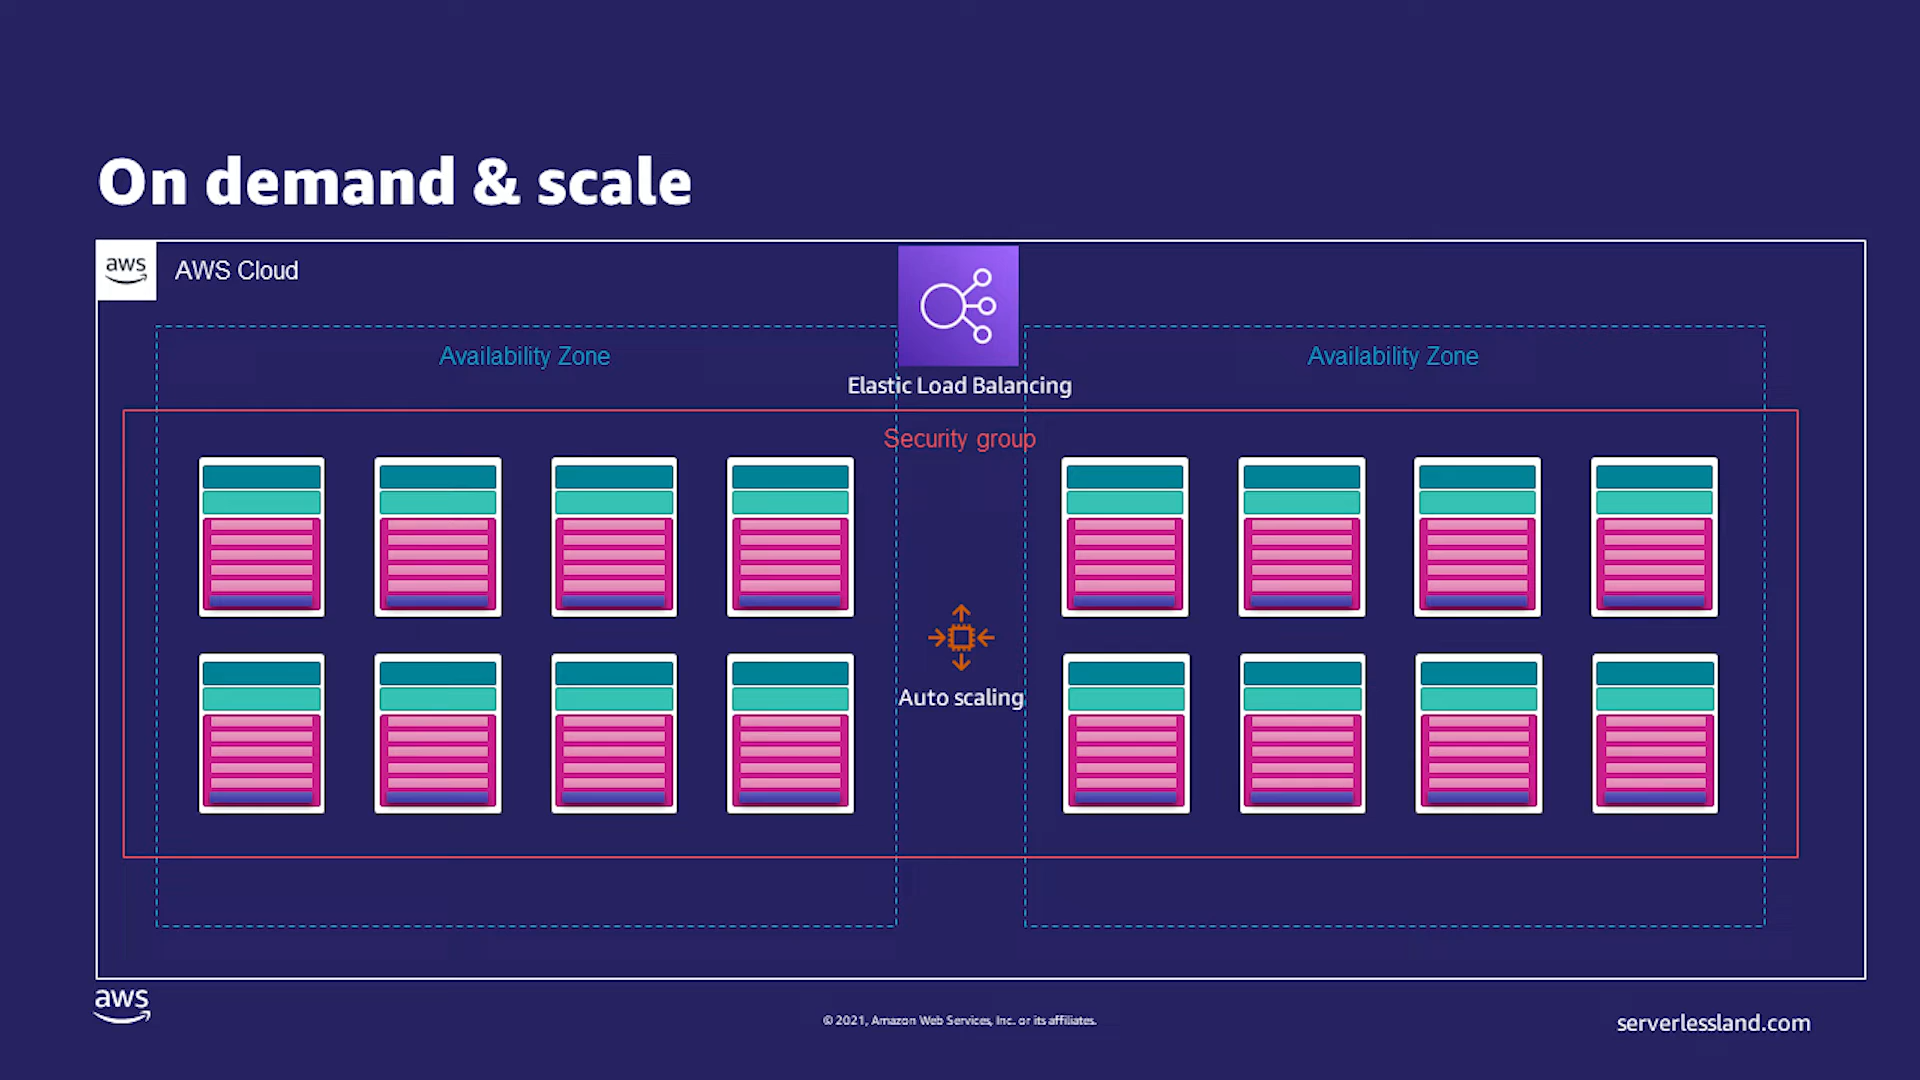 On demand & scale
aws
AWS Cloud
Availability Zone
Availability Zone
Elastic Load Balancing
Security group
Auto scaling
aws
© 2021, Amazon Web Services, Inc. or its affiliates.
serverlessland.com